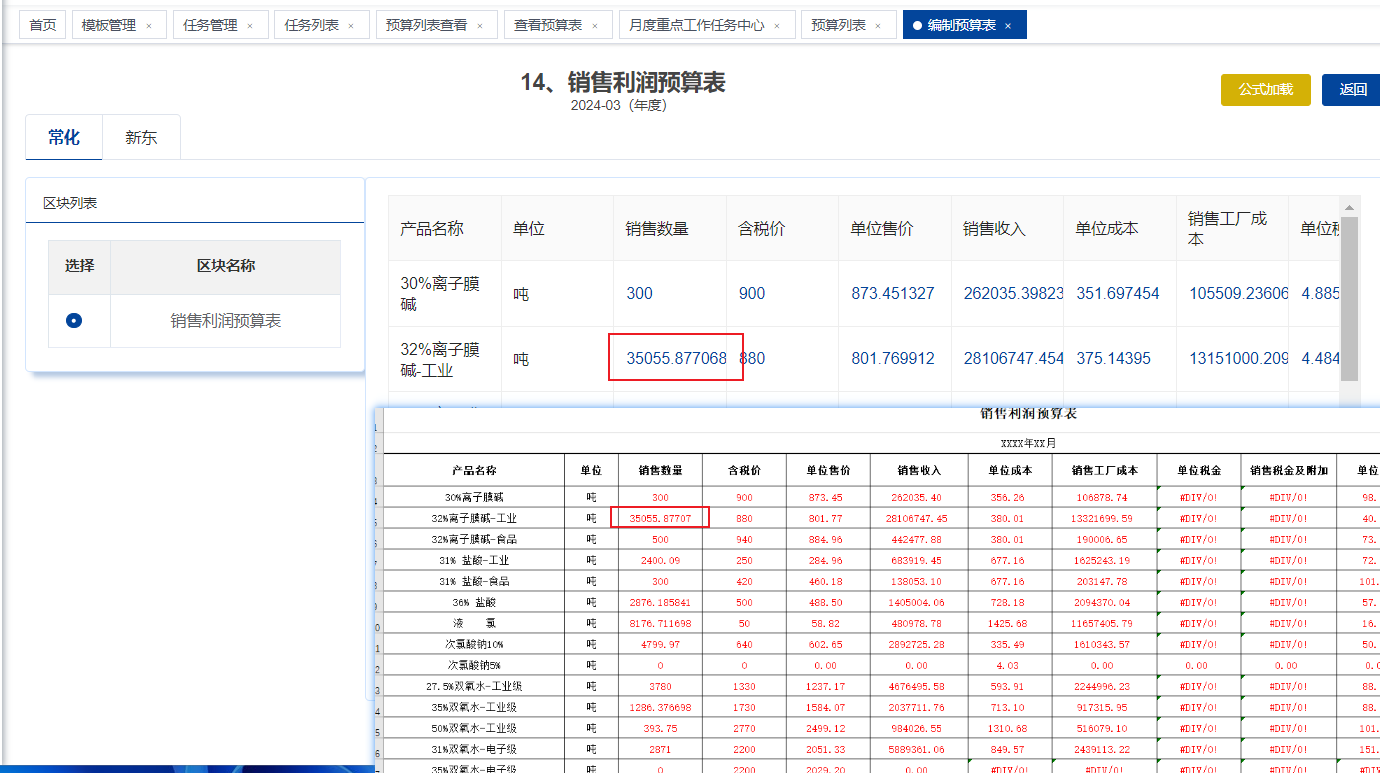 首页 模板管理 × 任务管理 × 任务列表 × 预算列表查看 × 查看预算表 × 月度重点工作任务中心 × 预算列表 × 编制预算表 ×
14、销售利润预算表
2024-03（年度）
公式加载 返回
常化 新东
区块列表
选择 区块名称
销售利润预算表
产品名称 单位 销售数量 含税价 单位售价 销售收入 单位成本 销售工厂成本 单位税
30%离子膜碱 吨 300 900 873.451327 262035.39823 351.697454 105509.23606 4.885
32%离子膜碱-工业 吨 35055.877068 880 801.769912 28106747.454 375.14395 13151000.209 4.484
销售利润预算表
XXXX年XX月
产品名称 单位 销售数量 含税价 单位售价 销售收入 单位成本 销售工厂成本 单位税金 销售税金及附加 单位
30%离子膜碱 吨 300 900 873.45 262035.40 356.26 106878.74 #DIV/0! #DIV/0! 98.
32%离子膜碱-工业 吨 35055.87707 880 801.77 28106747.45 380.01 13321699.59 #DIV/0! #DIV/0! 40.
32%离子膜碱-食品 吨 500 940 884.96 442477.88 380.01 190006.65 #DIV/0! #DIV/0! 73.
31% 盐酸-工业 吨 2400.09 250 284.96 683919.45 677.16 1625243.19 #DIV/0! #DIV/0! 72.
31% 盐酸-食品 吨 300 420 460.18 138053.10 677.16 203147.78 #DIV/0! #DIV/0! 101.
36% 盐酸 吨 2876.185841 500 488.50 1405004.06 728.18 2094370.04 #DIV/0! #DIV/0! 57.
液 氯 吨 8176.711698 50 58.82 480978.78 1425.68 11657405.79 #DIV/0! #DIV/0! 16.
次氯酸钠10% 吨 4799.97 640 602.65 2892725.28 335.49 1610343.57 #DIV/0! #DIV/0! 50.
次氯酸钠5% 吨 0 0 0.00 0.00 4.03 0.00 0.00 0.00 0.0
27.5%双氧水-工业级 吨 3780 1330 1237.17 4676495.58 593.91 2244996.23 #DIV/0! #DIV/0! 88.
35%双氧水-工业级 吨 1286.376698 1730 1584.07 2037711.76 713.10 917315.95 #DIV/0! #DIV/0! 88.
50%双氧水-工业级 吨 393.75 2770 2499.12 984026.55 1310.68 516079.10 #DIV/0! #DIV/0! 101.
31%双氧水-电子级 吨 2871 2200 2051.33 5889361.06 849.57 2439113.22 #DIV/0! #DIV/0! 151.
35%双氧水-电子级 吨 0 2200 2029.20 0.00 #DIV/0! #DIV/0! #DIV/0! #DIV/0! #DI